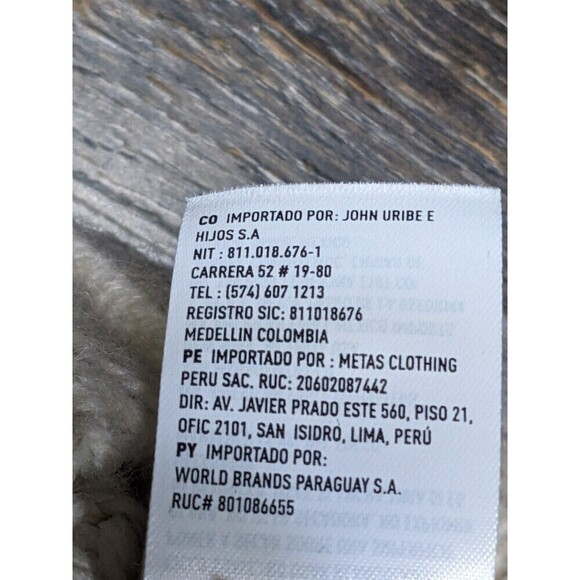 CO IMPORTADO POR: JOHN URIBE E
HIJOS S.A
NIT : 811.018.676-1
CARRERA 52 # 19-80
TEL : (574) 607 1213
REGISTRO SIC: 811018676
MEDELLIN COLOMBIA
PE IMPORTADO POR : METAS CLOTHING
PERU SAC. RUC: 20602087442
DIR: AV. JAVIER PRADO ESTE 560, PISO 21,
OFIC 2101, SAN ISIDRO, LIMA, PERÚ
PY IMPORTADO POR:
WORLD BRANDS PARAGUAY S.A.
RUC# 801086655